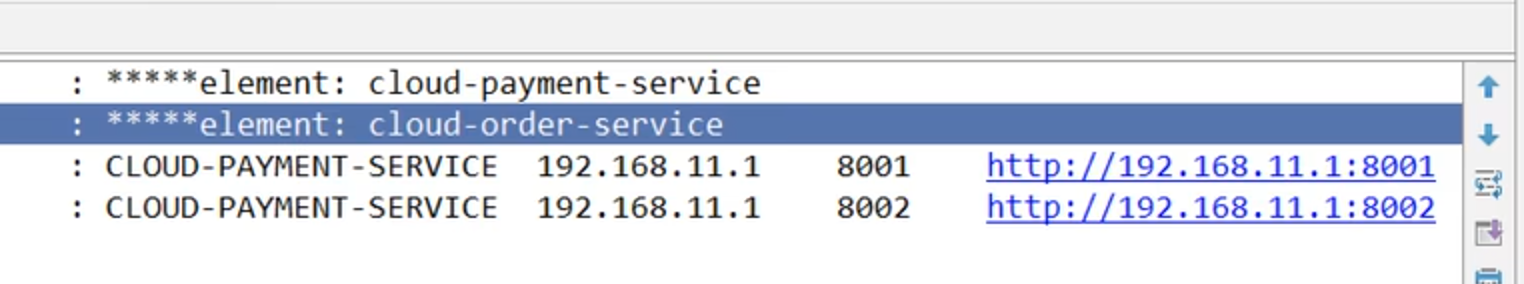 : *****element: cloud-payment-service
: *****element: cloud-order-service
: CLOUD-PAYMENT-SERVICE  192.168.11.1    8001    http://192.168.11.1:8001
: CLOUD-PAYMENT-SERVICE  192.168.11.1    8002    http://192.168.11.1:8002